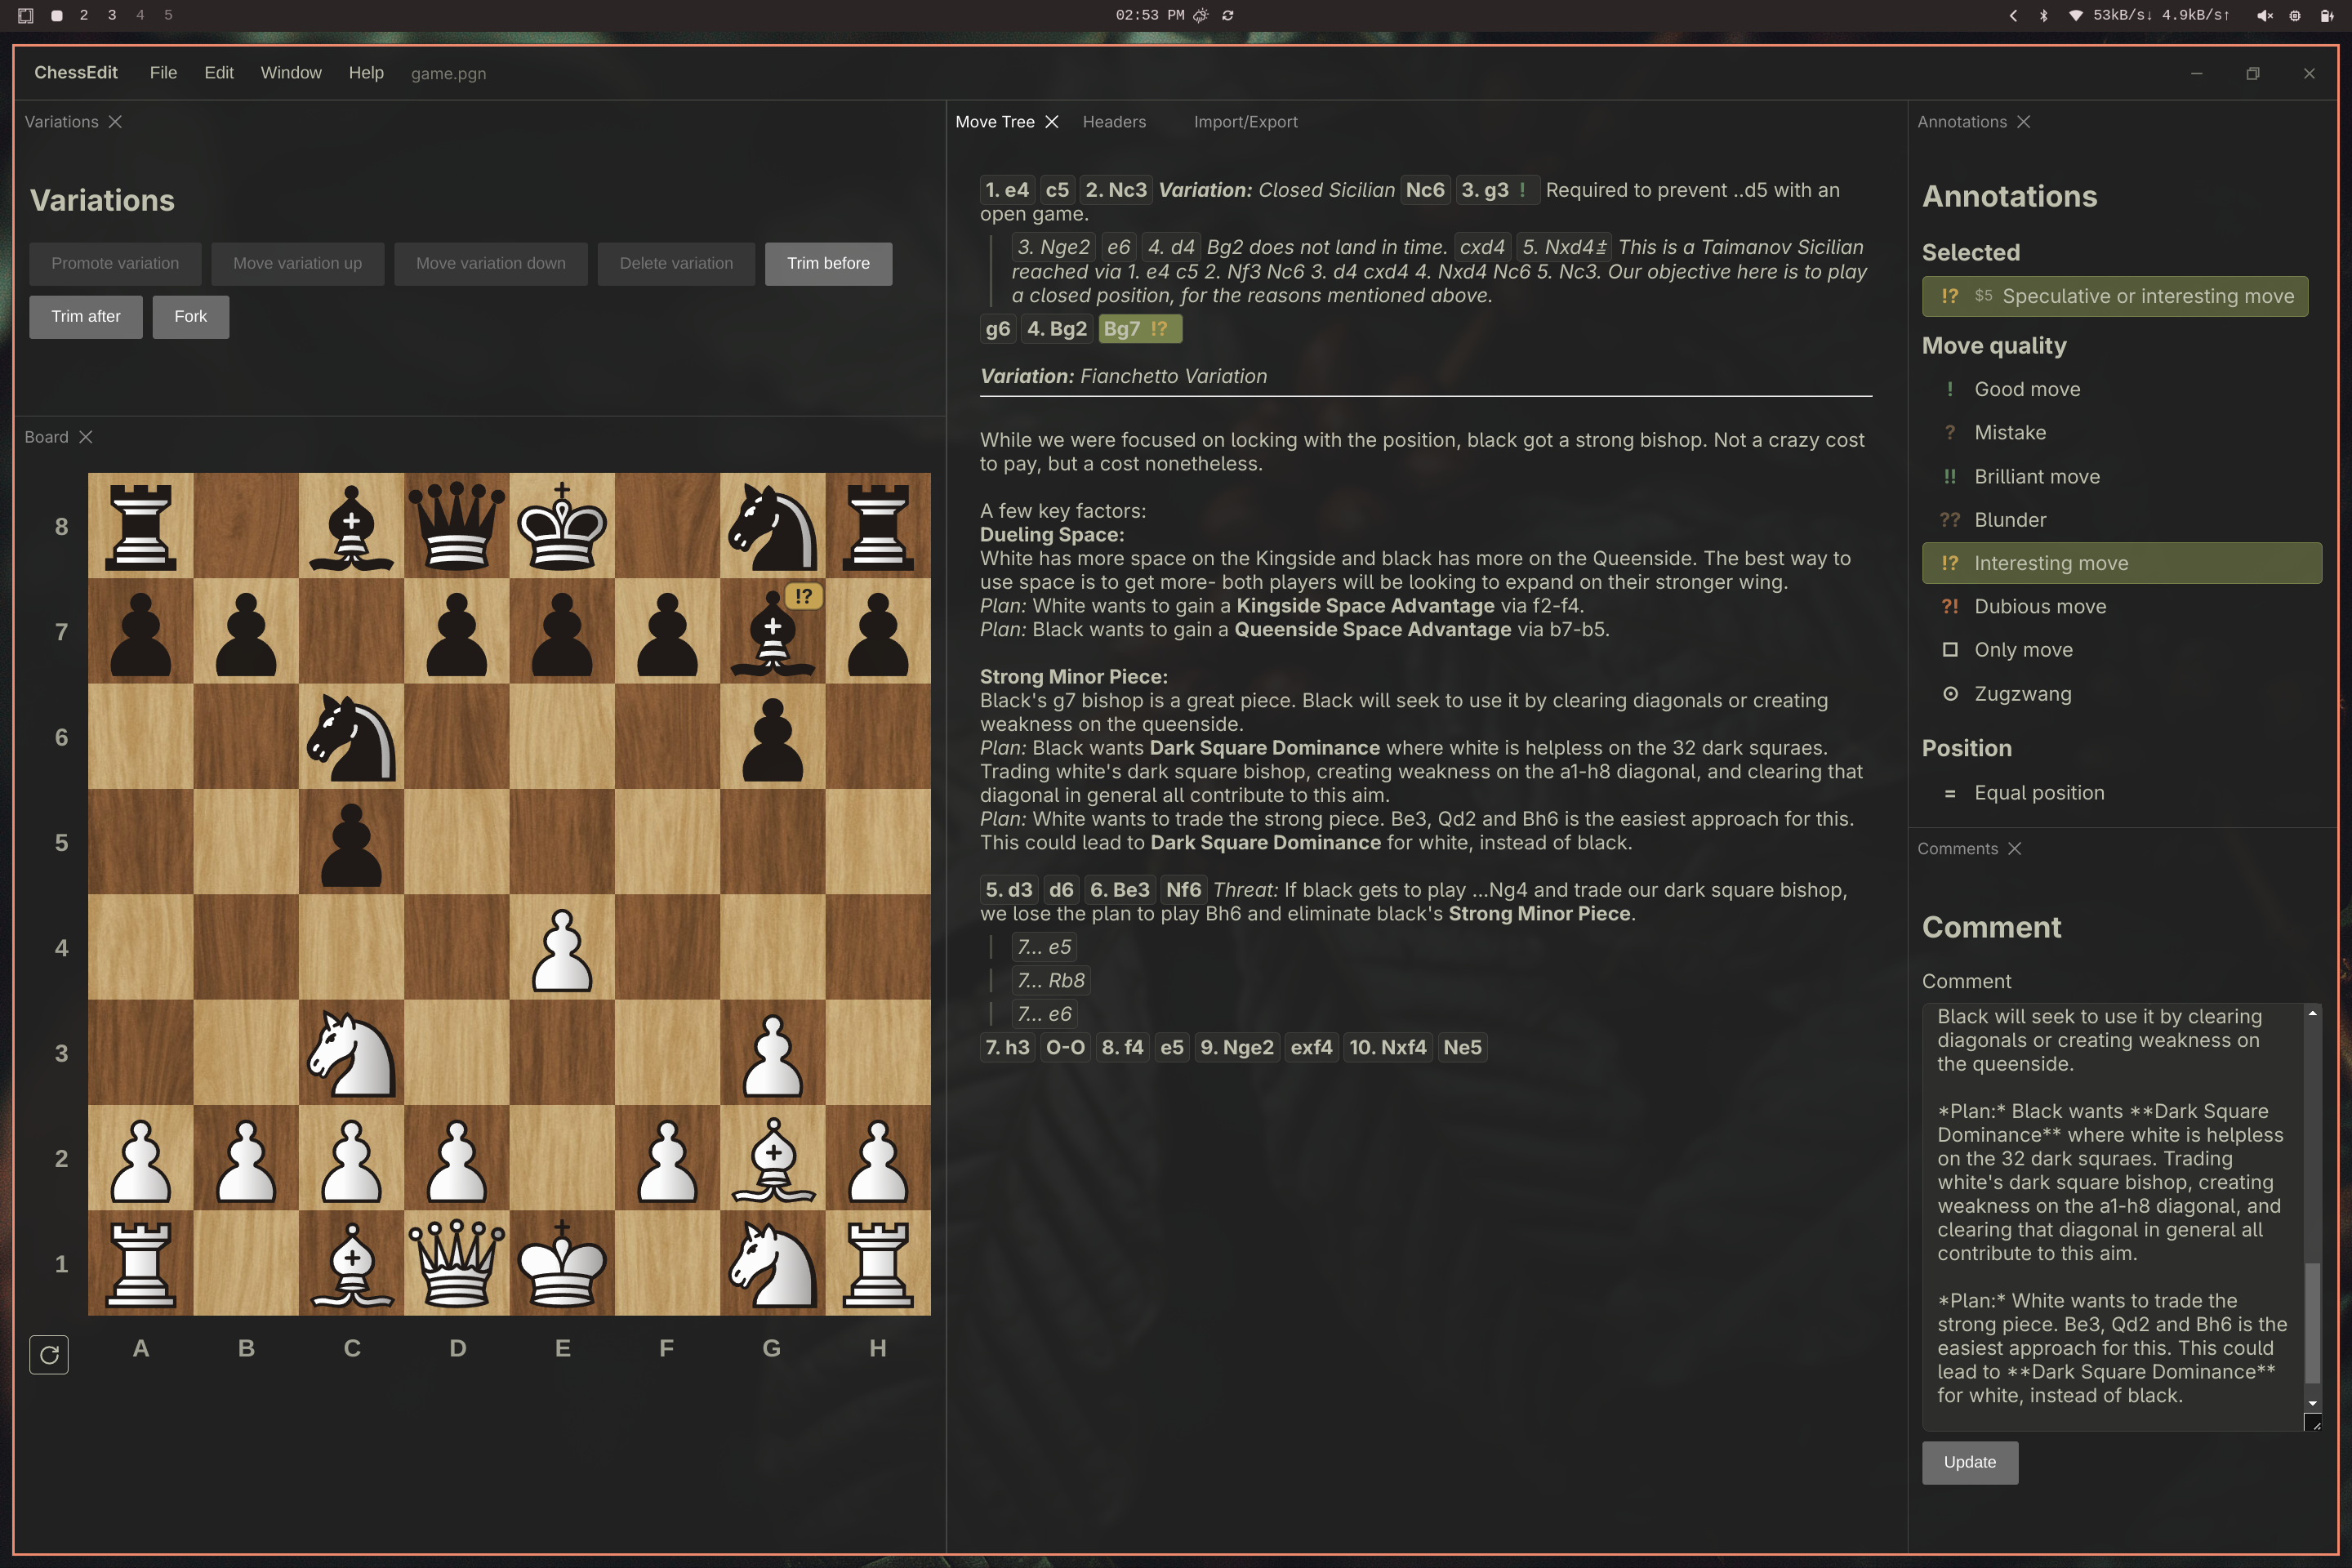 2 3 4 5
02:53 PM
53kB/s↓ 4.9kB/s↑
ChessEdit File Edit Window Help game.pgn
Variations
Variations
Promote variation Move variation up Move variation down Delete variation Trim before
Trim after Fork
Board
8
!?
7
6
5
4
3
2
1
A B C D E F G H
Move Tree Headers Import/Export
1. e4 c5 2. Nc3 Variation: Closed Sicilian Nc6 3. g3 ! Required to prevent ..d5 with an
open game.
3. Nge2 e6 4. d4 Bg2 does not land in time. cxd4 5. Nxd4± This is a Taimanov Sicilian
reached via 1. e4 c5 2. Nf3 Nc6 3. d4 cxd4 4. Nxd4 Nc6 5. Nc3. Our objective here is to play
a closed position, for the reasons mentioned above.
g6 4. Bg2 Bg7 !?
Variation: Fianchetto Variation
While we were focused on locking with the position, black got a strong bishop. Not a crazy cost
to pay, but a cost nonetheless.
A few key factors:
Dueling Space:
White has more space on the Kingside and black has more on the Queenside. The best way to
use space is to get more- both players will be looking to expand on their stronger wing.
Plan: White wants to gain a Kingside Space Advantage via f2-f4.
Plan: Black wants to gain a Queenside Space Advantage via b7-b5.
Strong Minor Piece:
Black's g7 bishop is a great piece. Black will seek to use it by clearing diagonals or creating
weakness on the queenside.
Plan: Black wants Dark Square Dominance where white is helpless on the 32 dark squraes.
Trading white's dark square bishop, creating weakness on the a1-h8 diagonal, and clearing that
diagonal in general all contribute to this aim.
Plan: White wants to trade the strong piece. Be3, Qd2 and Bh6 is the easiest approach for this.
This could lead to Dark Square Dominance for white, instead of black.
5. d3 d6 6. Be3 Nf6 Threat: If black gets to play ...Ng4 and trade our dark square bishop,
we lose the plan to play Bh6 and eliminate black's Strong Minor Piece.
7... e5
7... Rb8
7... e6
7. h3 O-O 8. f4 e5 9. Nge2 exf4 10. Nxf4 Ne5
Annotations
Annotations
Selected
!? $5 Speculative or interesting move
Move quality
! Good move
? Mistake
!! Brilliant move
?? Blunder
!? Interesting move
?! Dubious move
Only move
Zugzwang
Position
= Equal position
Comments
Comment
Comment
Black will seek to use it by clearing
diagonals or creating weakness on
the queenside.
*Plan:* Black wants **Dark Square
Dominance** where white is helpless
on the 32 dark squraes. Trading
white's dark square bishop, creating
weakness on the a1-h8 diagonal, and
clearing that diagonal in general all
contribute to this aim.
*Plan:* White wants to trade the
strong piece. Be3, Qd2 and Bh6 is the
easiest approach for this. This could
lead to **Dark Square Dominance**
for white, instead of black.
Update